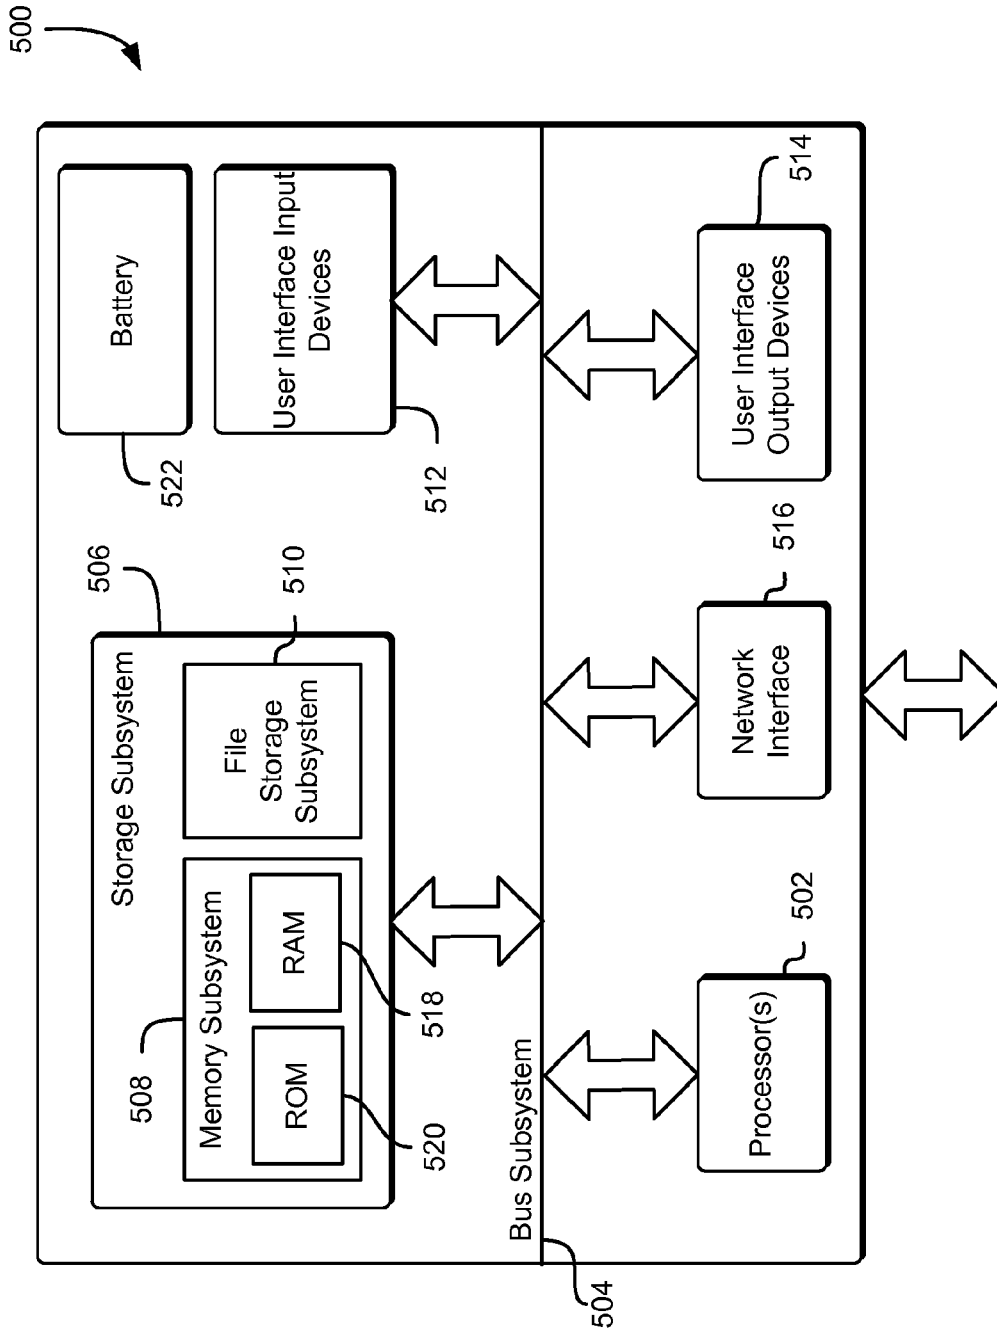 500
506
Storage Subsystem
508
Memory Subsystem
File
Storage
Subsystem
510
ROM
RAM
520
518
522
Battery
User Interface Input
Devices
512
Bus Subsystem
504
Processor(s)
502
Network
Interface
516
User Interface
Output Devices
514